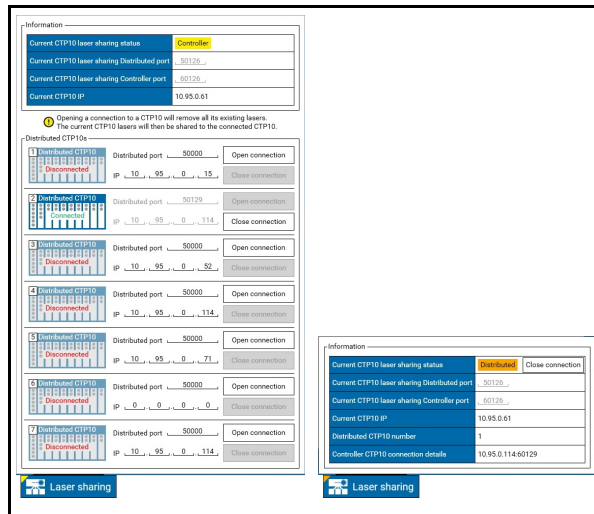 Information
Current CTP10 laser sharing status Controller
Current CTP10 laser sharing Distributed port 50126
Current CTP10 laser sharing Controller port 60126
Current CTP10 IP 10.95.0.61
Opening a connection to a CTP10 will remove all its existing lasers.
The current CTP10 lasers will then be shared to the connected CTP10.
Distributed CTP10s
1 Distributed CTP10 Distributed port 50000 Open connection
Disconnected
IP 10 . 95 . 0 . 15 Close connection
2 Distributed CTP10 Distributed port 50129 Open connection
Connected
IP 10 . 95 . 0 . 114 Close connection
3 Distributed CTP10 Distributed port 50000 Open connection
Disconnected
IP 10 . 95 . 0 . 52 Close connection
4 Distributed CTP10 Distributed port 50000 Open connection
Disconnected
IP 10 . 95 . 0 . 114 Close connection
5 Distributed CTP10 Distributed port 50000 Open connection
Disconnected
IP 10 . 95 . 0 . 71 Close connection
6 Distributed CTP10 Distributed port 50000 Open connection
Disconnected
IP 0 . 0 . 0 . 0 Close connection
7 Distributed CTP10 Distributed port 50000 Open connection
Disconnected
IP 10 . 95 . 0 . 114 Close connection
Laser sharing
Information
Current CTP10 laser sharing status Distributed Close connection
Current CTP10 laser sharing Distributed port 50126
Current CTP10 laser sharing Controller port 60126
Current CTP10 IP 10.95.0.61
Distributed CTP10 number 1
Controller CTP10 connection details 10.95.0.114:60129
Laser sharing